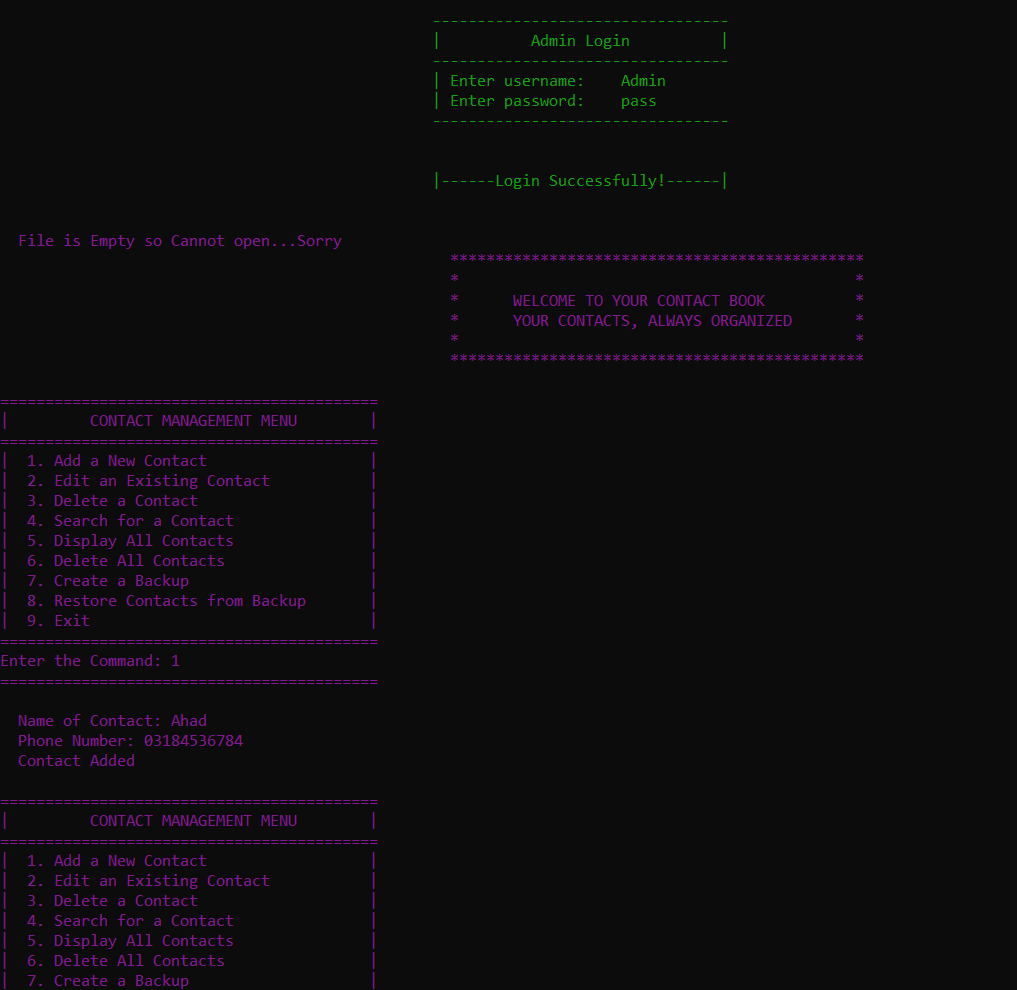 ---------------------------------
|          Admin Login          |
---------------------------------
| Enter username:    Admin
| Enter password:    pass
---------------------------------
|------Login Successfully!------|
File is Empty so Cannot open...Sorry
**********************************************
*                                            *
*      WELCOME TO YOUR CONTACT BOOK          *
*      YOUR CONTACTS, ALWAYS ORGANIZED       *
*                                            *
**********************************************
==========================================
|         CONTACT MANAGEMENT MENU        |
==========================================
|  1. Add a New Contact                  |
|  2. Edit an Existing Contact           |
|  3. Delete a Contact                   |
|  4. Search for a Contact               |
|  5. Display All Contacts               |
|  6. Delete All Contacts                |
|  7. Create a Backup                    |
|  8. Restore Contacts from Backup       |
|  9. Exit                               |
==========================================
Enter the Command: 1
==========================================
Name of Contact: Ahad
Phone Number: 03184536784
Contact Added
==========================================
|         CONTACT MANAGEMENT MENU        |
==========================================
|  1. Add a New Contact                  |
|  2. Edit an Existing Contact           |
|  3. Delete a Contact                   |
|  4. Search for a Contact               |
|  5. Display All Contacts               |
|  6. Delete All Contacts                |
|  7. Create a Backup                    |